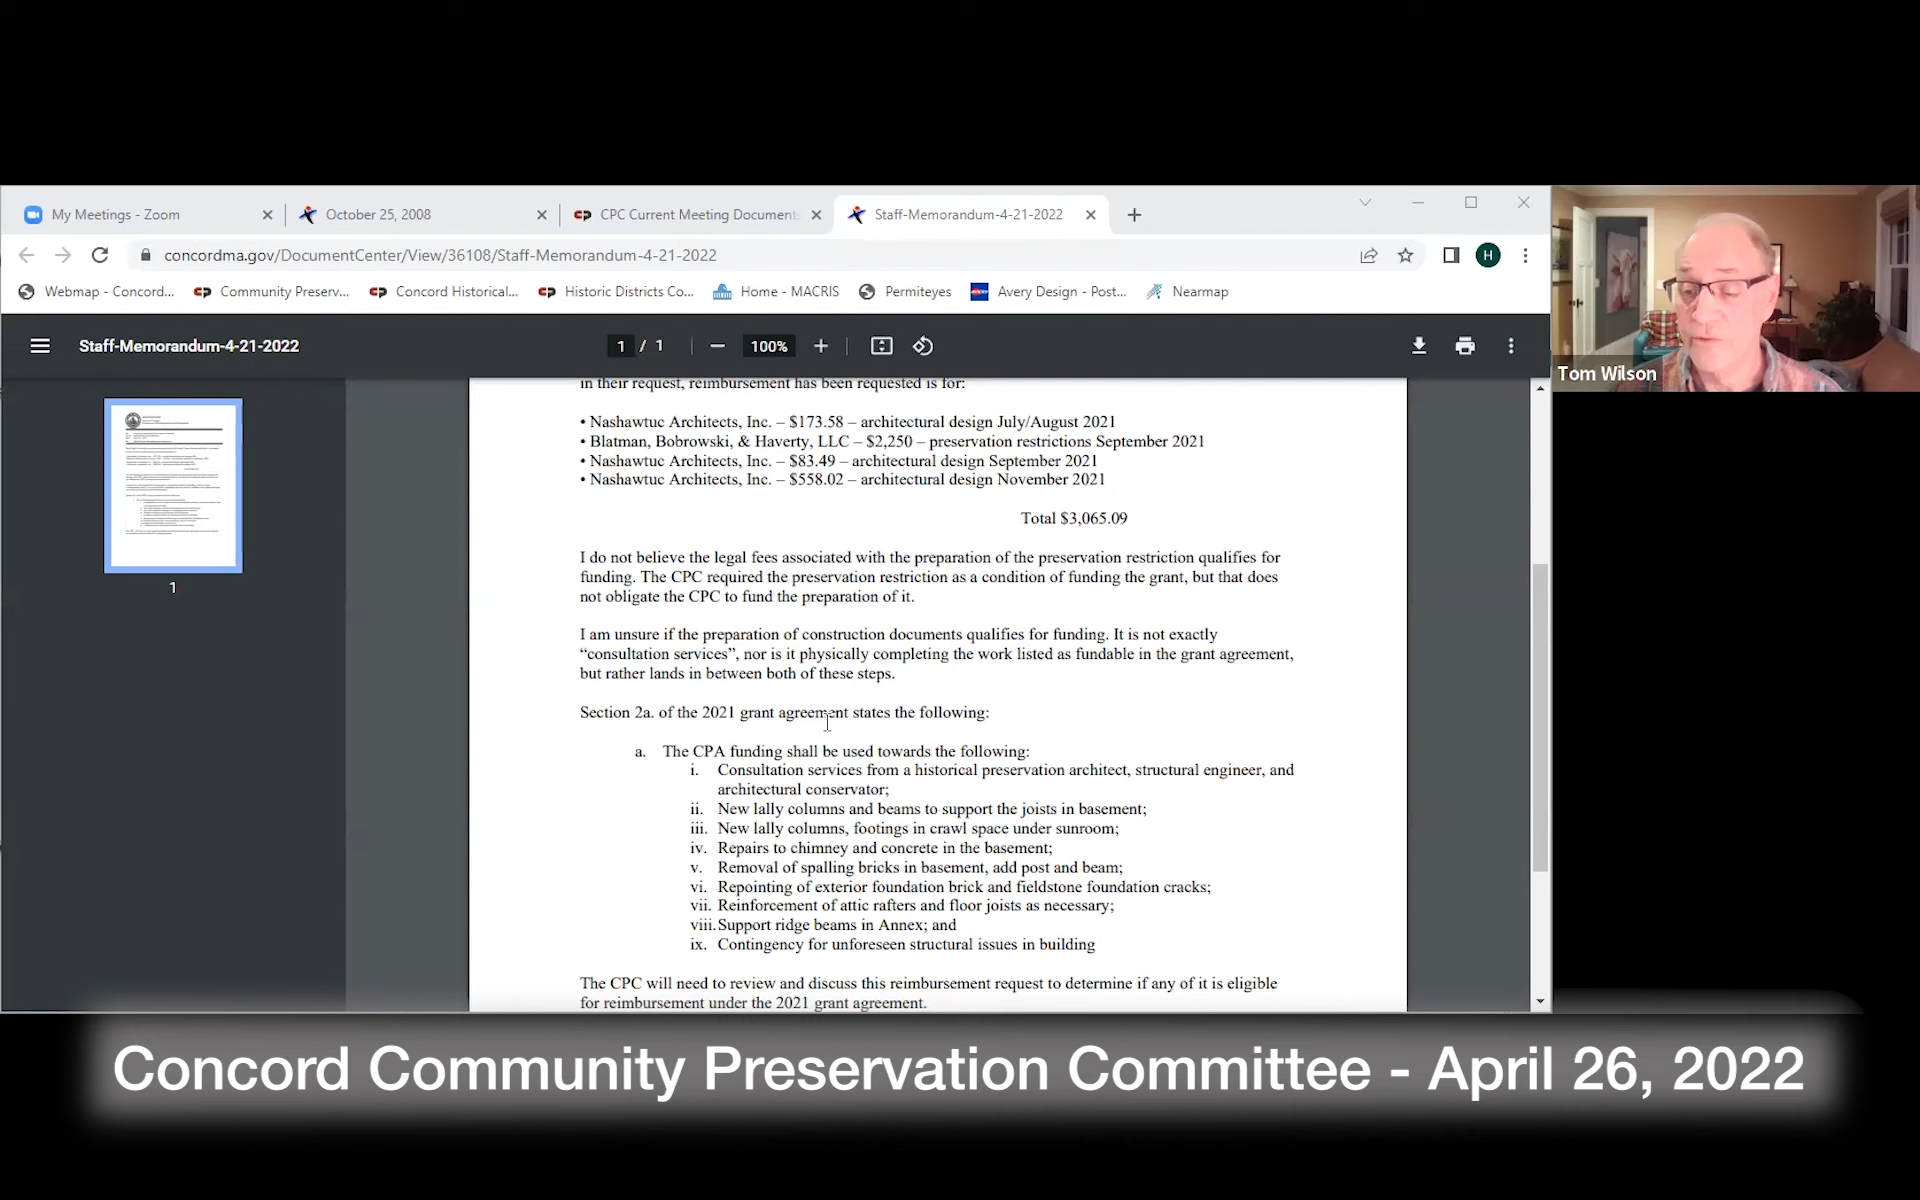 My Meetings - Zoom
October 25, 2008
CPC Current Meeting Document
Staff-Memorandum-4-21-2022
concordma.gov/DocumentCenter/View/36108/Staff-Memorandum-4-21-2022
H
Webmap - Concord...
Community Preserv...
Concord Historical...
Historic Districts Co...
Home - MACRIS
Permiteyes
Avery Design - Post...
Nearmap
Staff-Memorandum-4-21-2022
1 / 1
100%
Tom Wilson
1
in their request, reimbursement has been requested is for:
• Nashawtuc Architects, Inc. – $173.58 – architectural design July/August 2021
• Blatman, Bobrowski, & Haverty, LLC – $2,250 – preservation restrictions September 2021
• Nashawtuc Architects, Inc. – $83.49 – architectural design September 2021
• Nashawtuc Architects, Inc. – $558.02 – architectural design November 2021
Total $3,065.09
I do not believe the legal fees associated with the preparation of the preservation restriction qualifies for
funding. The CPC required the preservation restriction as a condition of funding the grant, but that does
not obligate the CPC to fund the preparation of it.
I am unsure if the preparation of construction documents qualifies for funding. It is not exactly
“consultation services”, nor is it physically completing the work listed as fundable in the grant agreement,
but rather lands in between both of these steps.
Section 2a. of the 2021 grant agreement states the following:
a. The CPA funding shall be used towards the following:
i. Consultation services from a historical preservation architect, structural engineer, and
architectural conservator;
ii. New lally columns and beams to support the joists in basement;
iii. New lally columns, footings in crawl space under sunroom;
iv. Repairs to chimney and concrete in the basement;
v. Removal of spalling bricks in basement, add post and beam;
vi. Repointing of exterior foundation brick and fieldstone foundation cracks;
vii. Reinforcement of attic rafters and floor joists as necessary;
viii. Support ridge beams in Annex; and
ix. Contingency for unforeseen structural issues in building
The CPC will need to review and discuss this reimbursement request to determine if any of it is eligible
for reimbursement under the 2021 grant agreement.
Concord Community Preservation Committee - April 26, 2022